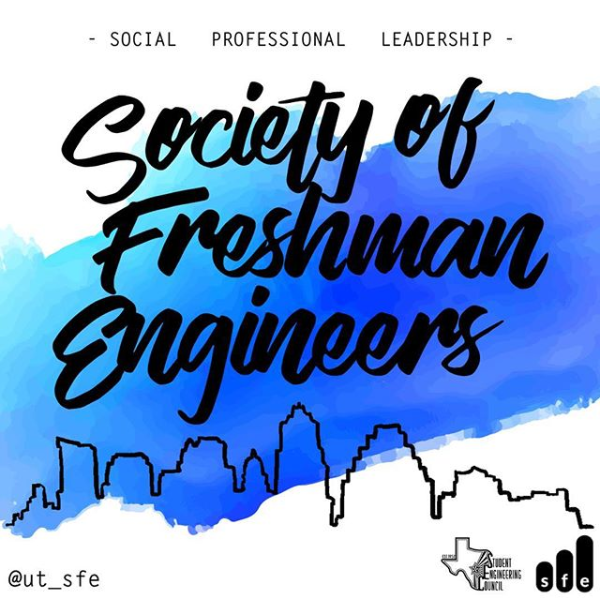 - SOCIAL PROFESSIONAL LEADERSHIP -
Society of
Freshman
Engineers
@ut_sfe
STUDENT
ENGINEERING
COUNCIL
sfe